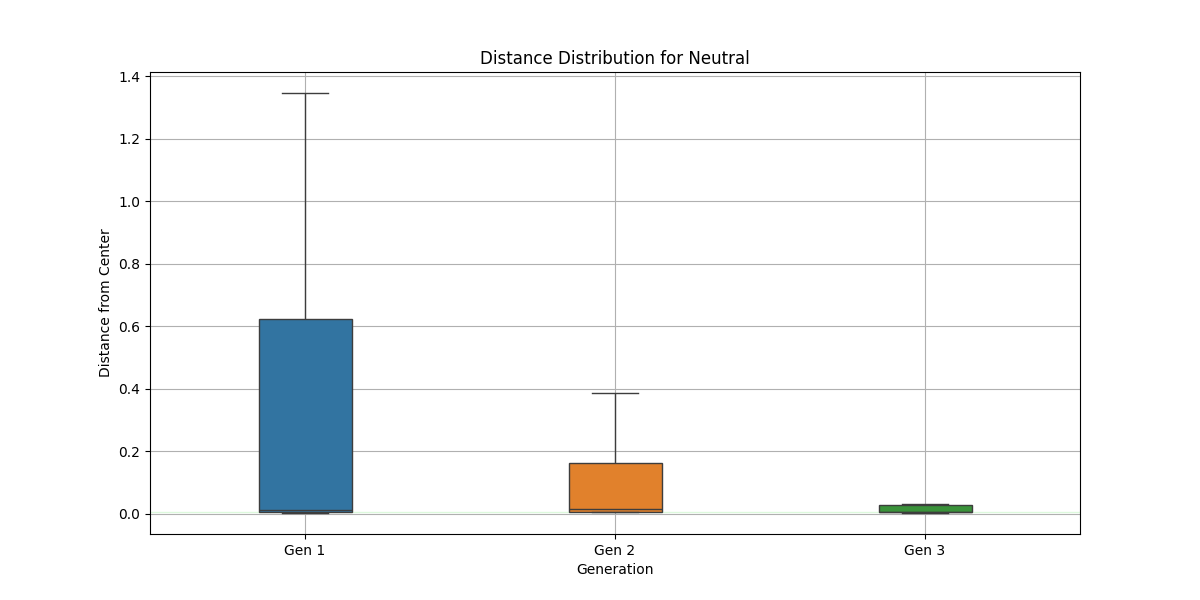 Distance Distribution for Neutral
1.4
1.2
1.0
0.8
0.6
0.4
0.2
0.0
Distance from Center
Gen 1 Gen 2 Gen 3
Generation